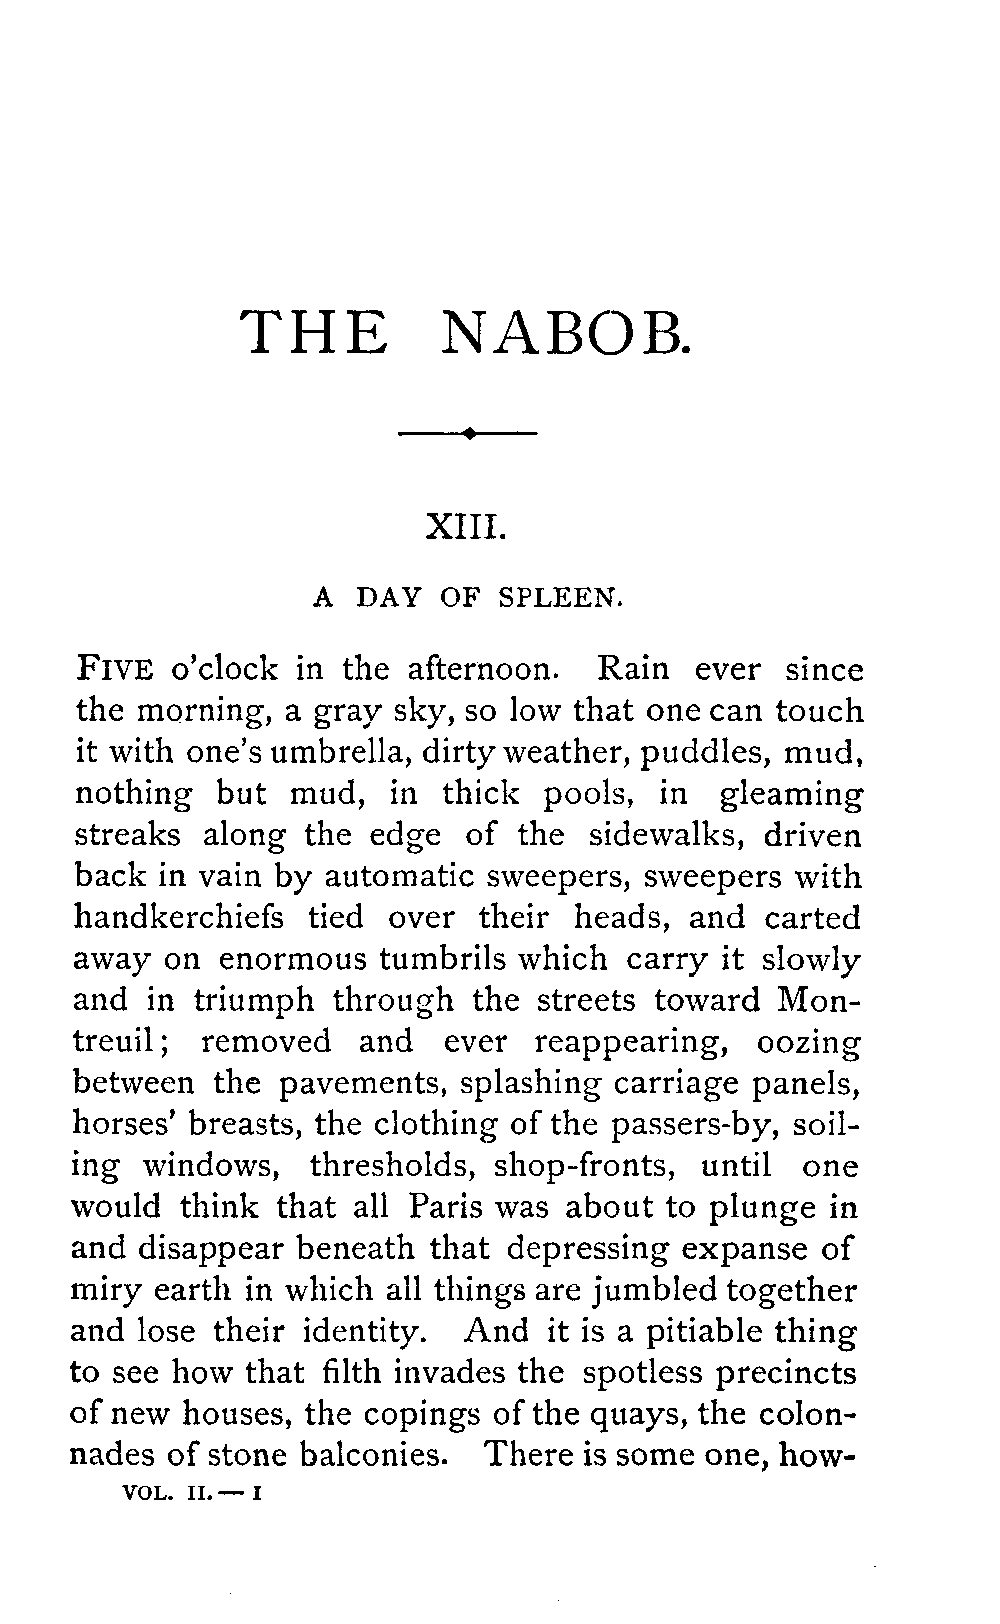 THE NABOB.
XIII.
A DAY OF SPLEEN.
FIVE o'clock in the afternoon. Rain ever since
the morning, a gray sky, so low that one can touch
it with one's umbrella, dirty weather, puddles, mud,
nothing but mud, in thick pools, in gleaming
streaks along the edge of the sidewalks, driven
back in vain by automatic sweepers, sweepers with
handkerchiefs tied over their heads, and carted
away on enormous tumbrils which carry it slowly
and in triumph through the streets toward Mon-
treuil; removed and ever reappearing, oozing
between the pavements, splashing carriage panels,
horses' breasts, the clothing of the passers-by, soil-
ing windows, thresholds, shop-fronts, until one
would think that all Paris was about to plunge in
and disappear beneath that depressing expanse of
miry earth in which all things are jumbled together
and lose their identity. And it is a pitiable thing
to see how that filth invades the spotless precincts
of new houses, the copings of the quays, the colon-
nades of stone balconies. There is some one, how-
VOL. II. — I